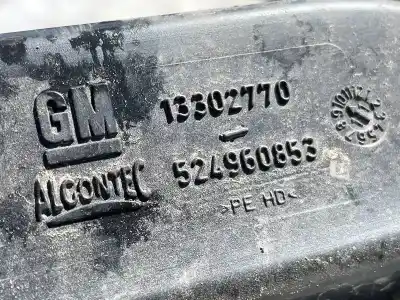 GM
13302770
ALCONTEC
524960853
>PE HD<